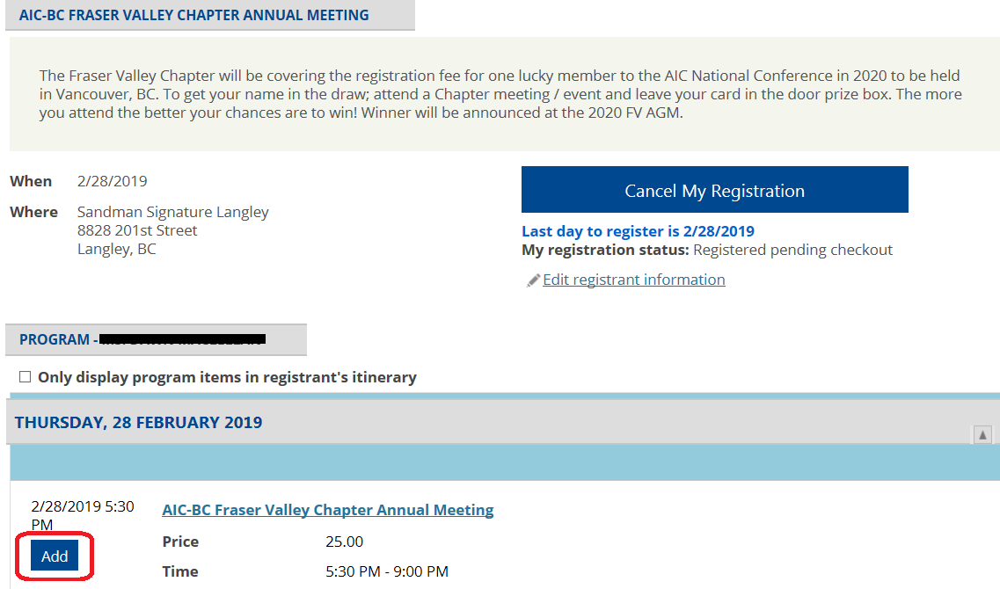 AIC-BC FRASER VALLEY CHAPTER ANNUAL MEETING
The Fraser Valley Chapter will be covering the registration fee for one lucky member to the AIC National Conference in 2020 to be held
in Vancouver, BC. To get your name in the draw; attend a Chapter meeting / event and leave your card in the door prize box. The more
you attend the better your chances are to win! Winner will be announced at the 2020 FV AGM.
When 2/28/2019
Where Sandman Signature Langley
8828 201st Street
Langley, BC
Cancel My Registration
Last day to register is 2/28/2019
My registration status: Registered pending checkout
Edit registrant information
PROGRAM -
Only display program items in registrant's itinerary
THURSDAY, 28 FEBRUARY 2019
2/28/2019 5:30
PM
Add
AIC-BC Fraser Valley Chapter Annual Meeting
Price 25.00
Time 5:30 PM - 9:00 PM